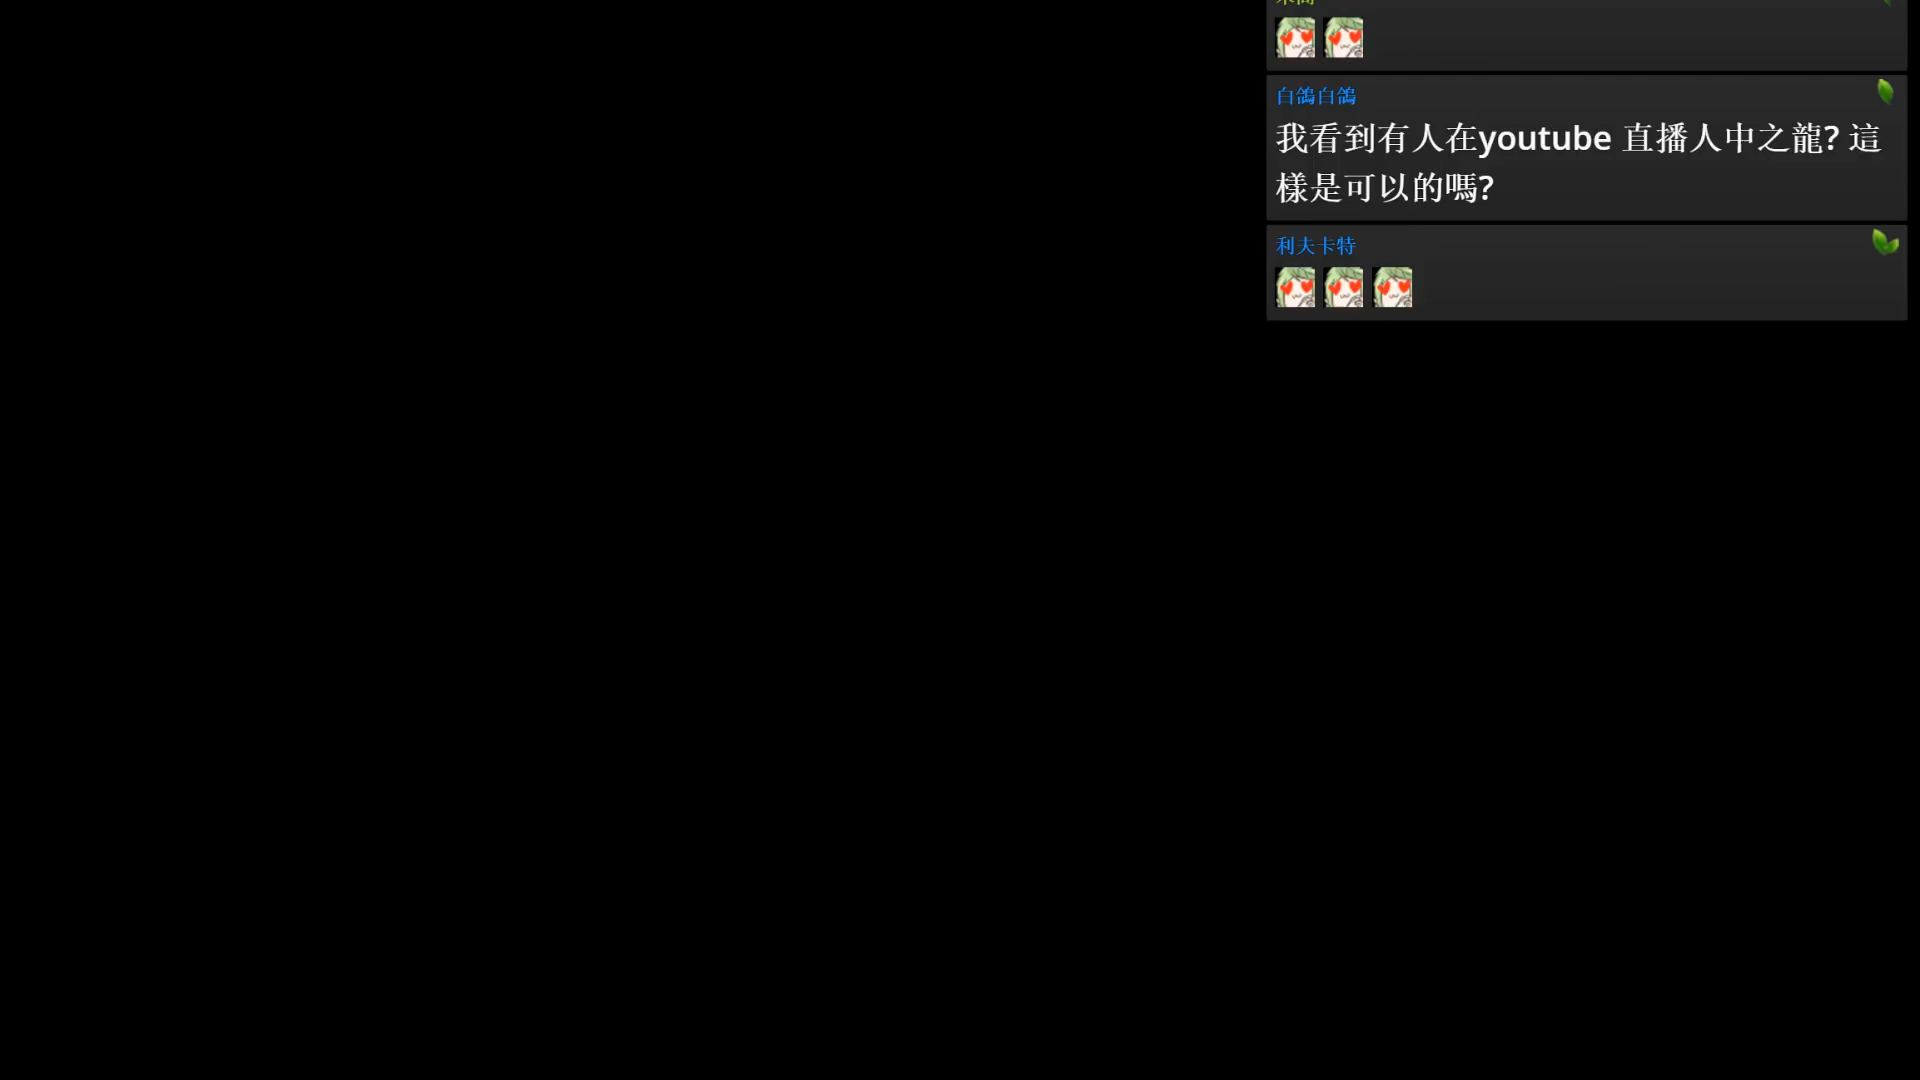 白鴿白鴿
我看到有人在youtube 直播人中之龍? 這
樣是可以的嗎?
利夫卡特